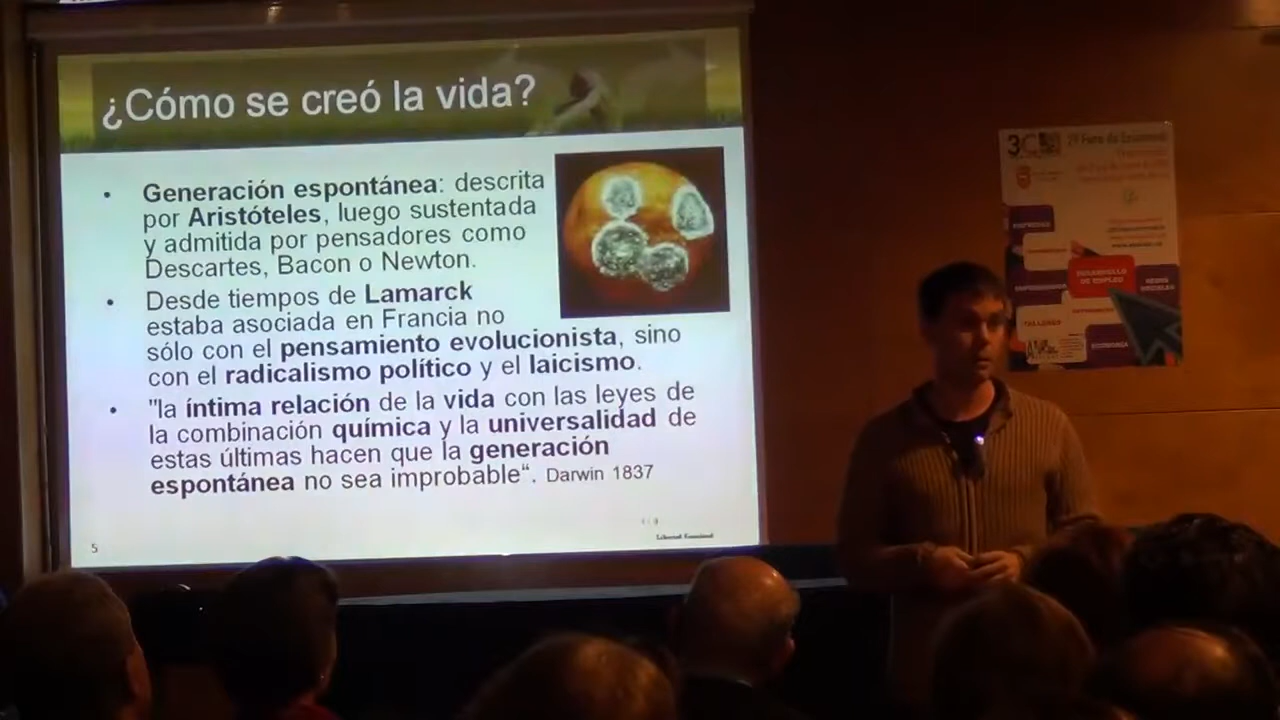 ¿Cómo se creó la vida?
• Generación espontánea: descrita
por Aristóteles, luego sustentada
y admitida por pensadores como
Descartes, Bacon o Newton.
• Desde tiempos de Lamarck
estaba asociada en Francia no
sólo con el pensamiento evolucionista, sino
con el radicalismo político y el laicismo.
• "la íntima relación de la vida con las leyes de
la combinación química y la universalidad de
estas últimas hacen que la generación
espontánea no sea improbable“. Darwin 1837
5
3C
DESARROLLO
DE EMPLEO
REDES
SOCIALES
TALLERES
ECONOMÍA